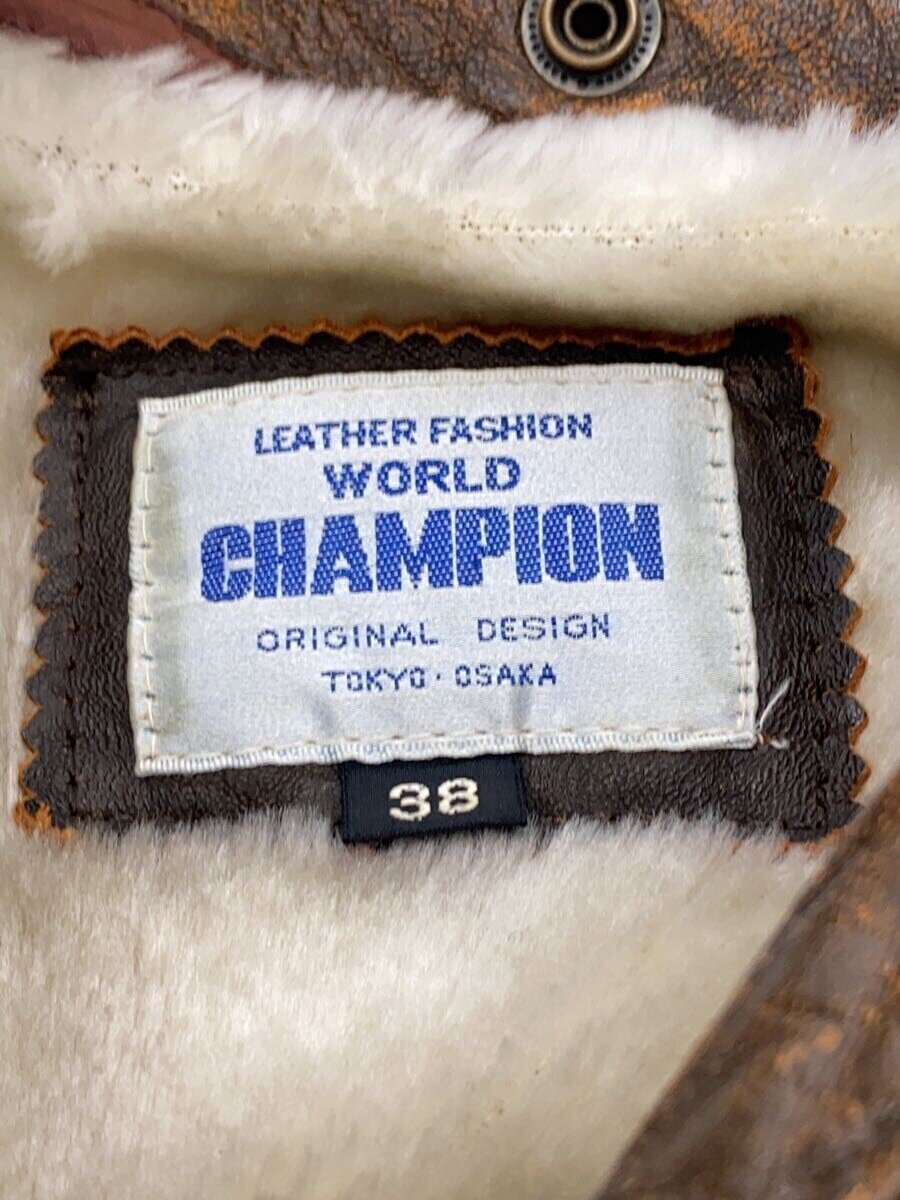 LEATHER FASHION
WORLD
CHAMPION
ORIGINAL DESIGN
TOKYO · OSAKA
38